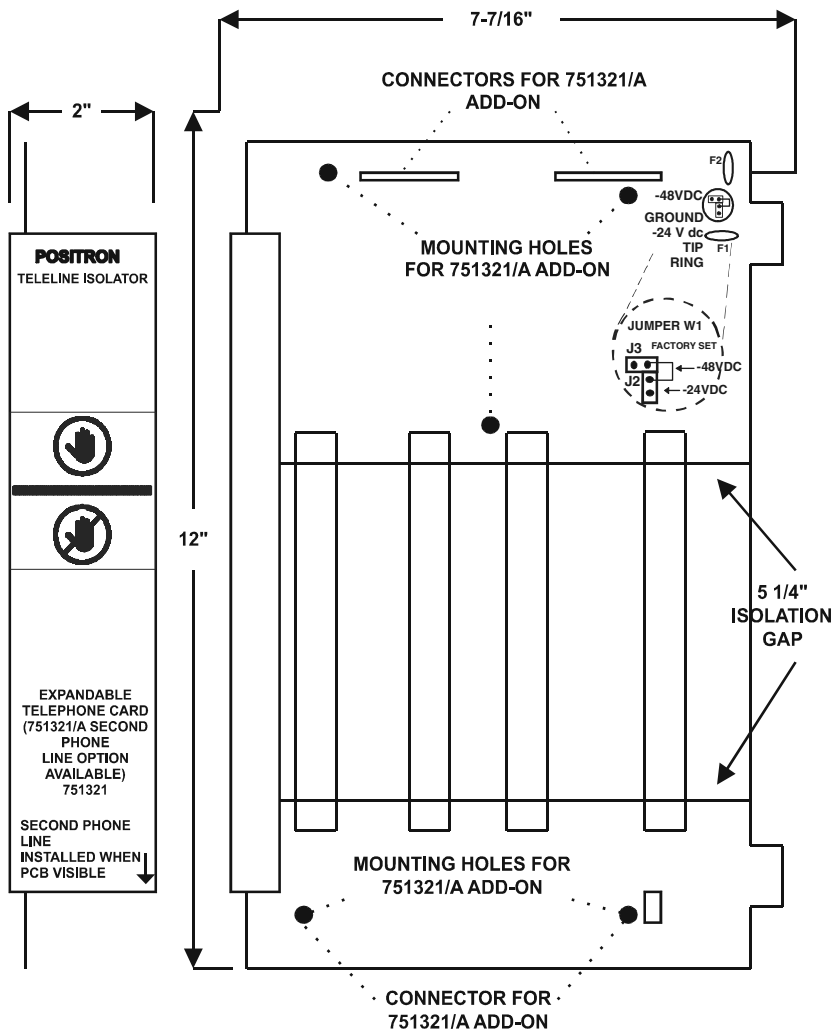 7-7/16"
CONNECTORS FOR 751321/A
ADD-ON
2"
F2
-48VDC
GROUND
-24 V dc
TIP
F1
RING
MOUNTING HOLES
FOR 751321/A ADD-ON
POSITRON
TELELINE ISOLATOR
JUMPER W1
FACTORY SET
J3
-48VDC
J2
-24VDC
12"
5 1/4"
ISOLATION
GAP
EXPANDABLE
TELEPHONE CARD
(751321/A SECOND
PHONE
LINE OPTION
AVAILABLE)
751321
SECOND PHONE
LINE
INSTALLED WHEN
PCB VISIBLE
MOUNTING HOLES FOR
751321/A ADD-ON
CONNECTOR FOR
751321/A ADD-ON